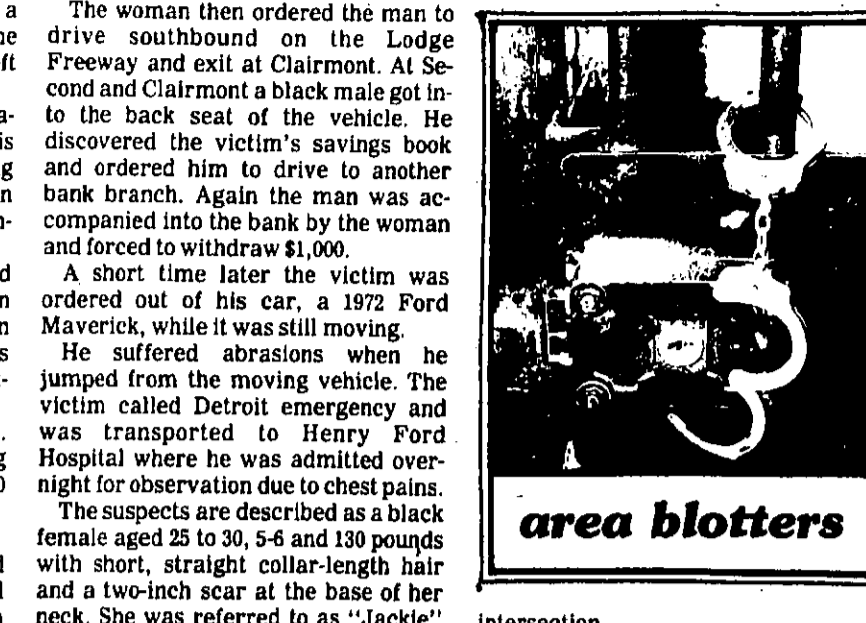 a
ne
ft
a-
is
g
n
n-
d
n
n
s
t-
.
g
0
d
l
n
The woman then ordered the man to
drive southbound on the Lodge
Freeway and exit at Clairmont. At Se-
cond and Clairmont a black male got in-
to the back seat of the vehicle. He
discovered the victim's savings book
and ordered him to drive to another
bank branch. Again the man was ac-
companied into the bank by the woman
and forced to withdraw $1,000.
A short time later the victim was
ordered out of his car, a 1972 Ford
Maverick, while it was still moving.
He suffered abrasions when he
jumped from the moving vehicle. The
victim called Detroit emergency and
was transported to Henry Ford
Hospital where he was admitted over-
night for observation due to chest pains.
The suspects are described as a black
female aged 25 to 30, 5-6 and 130 pounds
with short, straight collar-length hair
and a two-inch scar at the base of her
neck. She was referred to as "Jackie"
area blotters
intersection